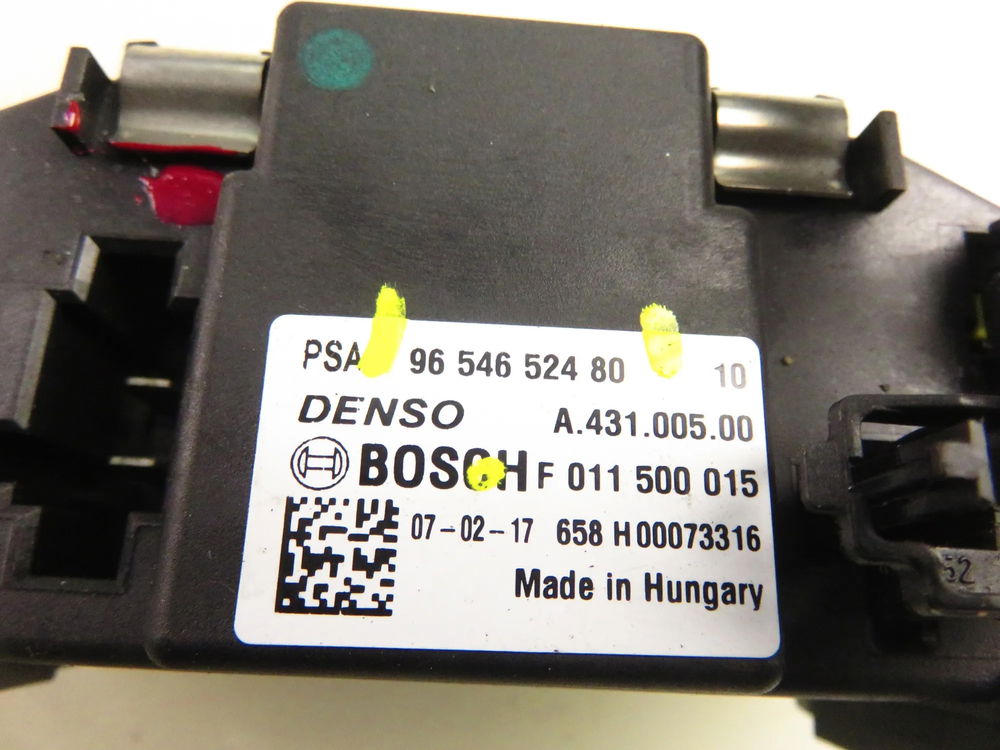 PSA 96 546 524 80 10
DENSO A.431.005.00
BOSCH F 011 500 015
07-02-17 658 H00073316
Made in Hungary
52